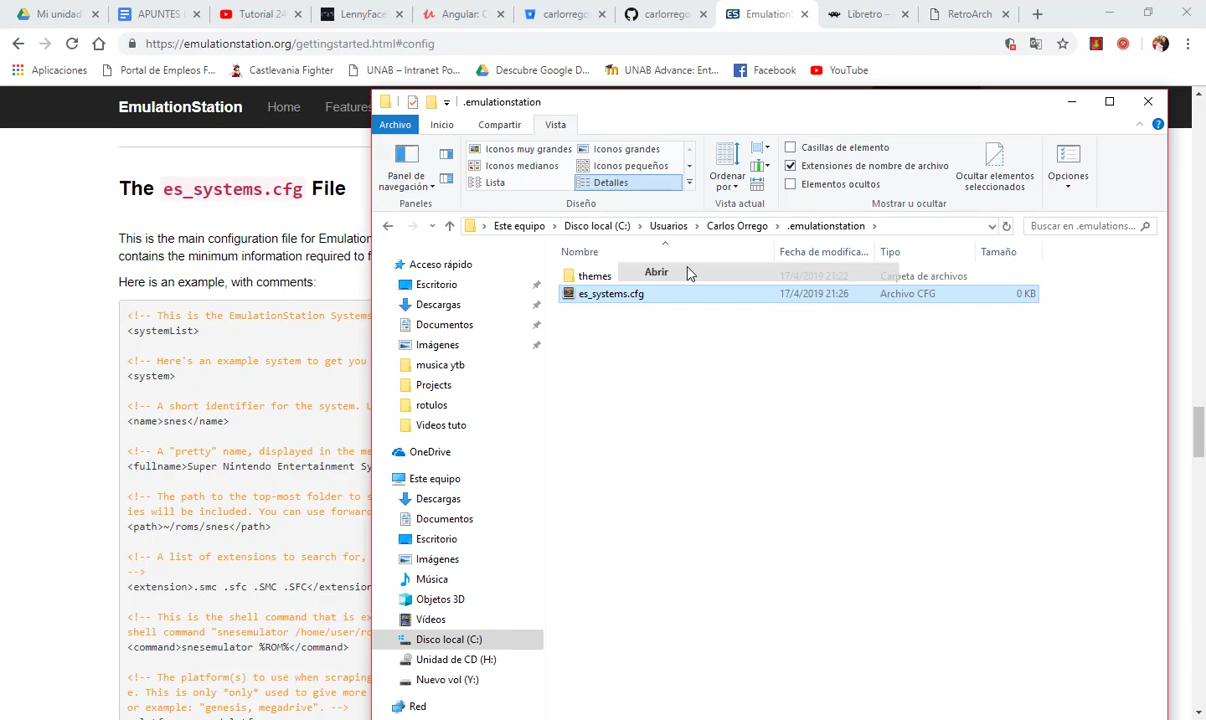 Mi unidad
APUNTES I
Tutorial 24
LennyFace
Angular: C
carlorrego
carlorrego
EmulationS
Libretro –
RetroArch
https://emulationstation.org/gettingstarted.html#config
Aplicaciones
Portal de Empleos F...
Castlevania Fighter
UNAB – Intranet Po...
Descubre Google D...
UNAB Advance: Ent...
Facebook
YouTube
EmulationStation
Home
Features
The es_systems.cfg File
This is the main configuration file for Emulation
contains the minimum information required to f
Here is an example, with comments:
<!-- This is the EmulationStation Systems
<systemList>
<!-- Here's an example system to get you
<system>
<!-- A short identifier for the system. U
<name>snes</name>
<!-- A "pretty" name, displayed in the me
<fullname>Super Nintendo Entertainment Sy
<!-- The path to the top-most folder to s
ies will be included. You can use forward
<path>~/roms/snes</path>
<!-- A list of extensions to search for,
-->
<extension>.smc .sfc .SMC .SFC</extension
<!-- This is the shell command that is ex
shell command "snesemulator /home/user/ro
<command>snesemulator %ROM%</command>
<!-- The platform(s) to use when scraping
e. This is only *only* used to give more
or example: "genesis, megadrive". -->
.emulationstation
Archivo
Inicio
Compartir
Vista
Panel de
navegación
Paneles
Iconos muy grandes
Iconos grandes
Iconos medianos
Iconos pequeños
Lista
Detalles
Diseño
Ordenar
por
Vista actual
Casillas de elemento
Extensiones de nombre de archivo
Elementos ocultos
Ocultar elementos
seleccionados
Mostrar u ocultar
Opciones
Este equipo
Disco local (C:)
Usuarios
Carlos Orrego
.emulationstation
Buscar en .emulations...
Nombre
Fecha de modifica...
Tipo
Tamaño
themes
17/4/2019 21:22
Carpeta de archivos
Abrir
es_systems.cfg
17/4/2019 21:26
Archivo CFG
0 KB
Acceso rápido
Escritorio
Descargas
Documentos
Imágenes
musica ytb
Projects
rotulos
Videos tuto
OneDrive
Este equipo
Descargas
Documentos
Escritorio
Imágenes
Música
Objetos 3D
Vídeos
Disco local (C:)
Unidad de CD (H:)
Nuevo vol (Y:)
Red